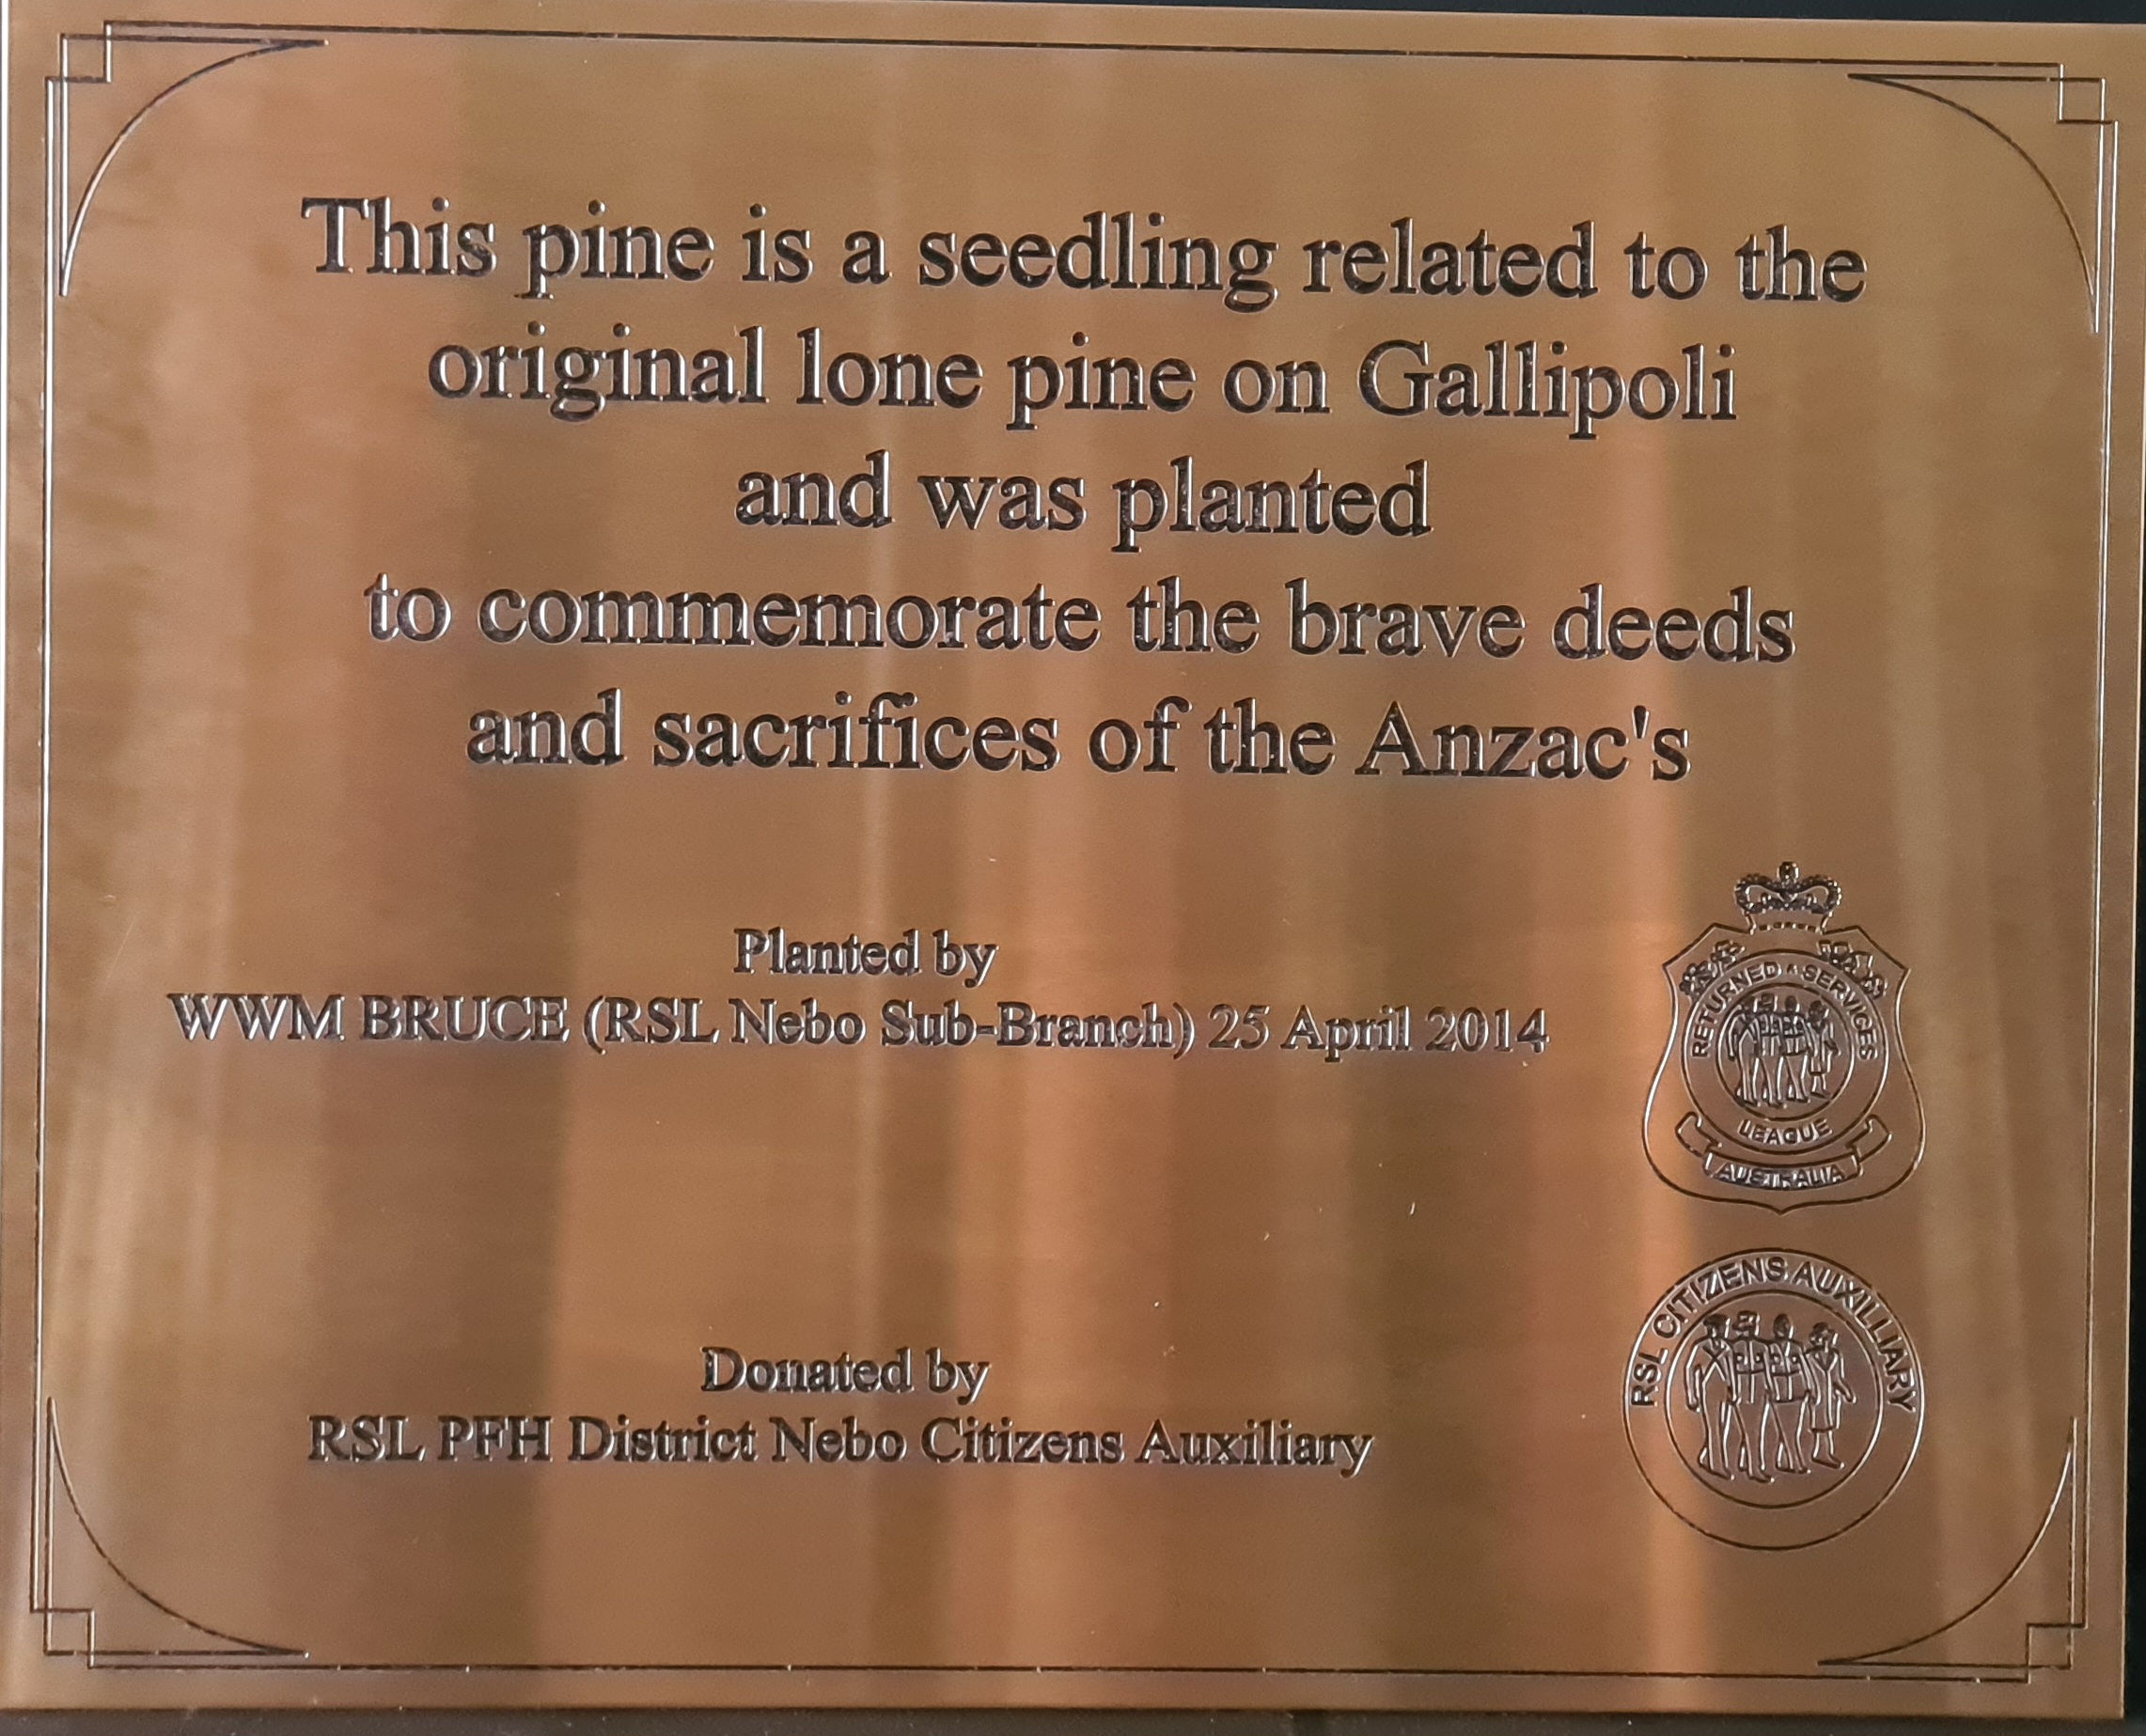 This pine is a seedling related to the
original lone pine on Gallipoli
and was planted
to commemorate the brave deeds
and sacrifices of the Anzac's
Planted by
WWM BRUCE (RSL Nebo Sub-Branch) 25 April 2014
RETURNED & SERVICES
LEAGUE
AUSTRALIA
RSL CITIZENS AUXILLIARY
Donated by
RSL PFH District Nebo Citizens Auxiliary